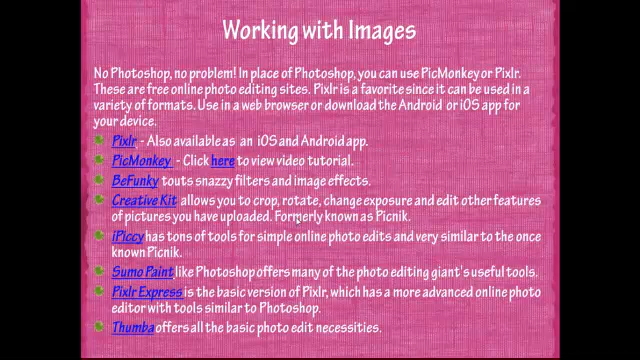 Working with Images
No Photoshop, no problem! In place of Photoshop, you can use PicMonkey or Pixlr.
These are free online photo editing sites. Pixlr is a favorite since it can be used in a
variety of formats. Use in a web browser or download the Android or iOS app for
your device.
Pixlr - Also available as an iOS and Android app.
PicMonkey - Click here to view video tutorial.
BeFunky touts snazzy filters and image effects.
Creative Kit allows you to crop, rotate, change exposure and edit other features
of pictures you have uploaded. Formerly known as Picnik.
iPiccy has tons of tools for simple online photo edits and very similar to the once
known Picnik.
Sumo Paint like Photoshop offers many of the photo editing giant's useful tools.
Pixlr Express is the basic version of Pixlr, which has a more advanced online photo
editor with tools similar to Photoshop.
Thumba offers all the basic photo edit necessities.